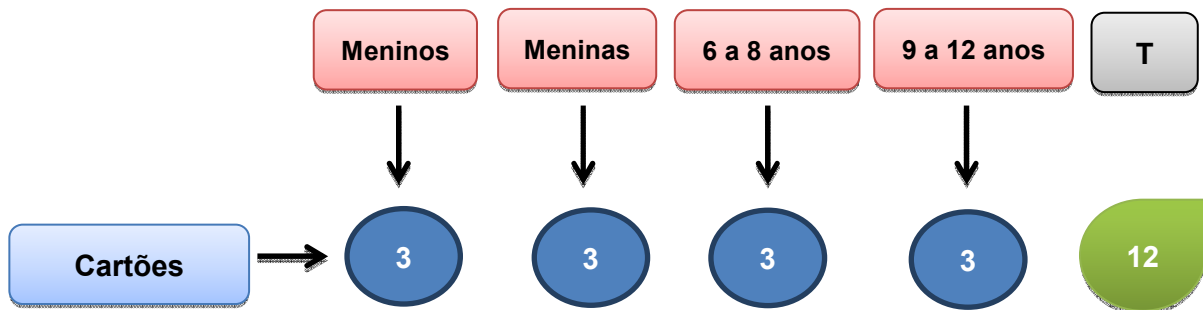 Meninos
Meninas
6 a 8 anos
9 a 12 anos
T
Cartões
3
3
3
3
12